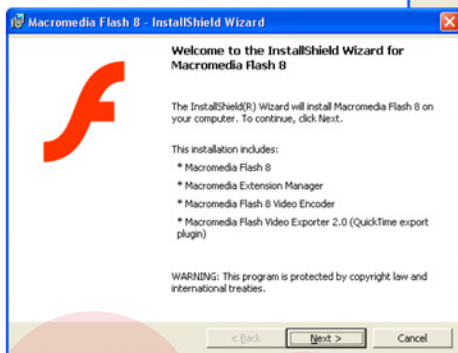 Macromedia Flash 8 - InstallShield Wizard
Welcome to the InstallShield Wizard for
Macromedia Flash 8
The InstallShield(R) Wizard will install Macromedia Flash 8 on
your computer. To continue, click Next.
This installation includes:
* Macromedia Flash 8
* Macromedia Extension Manager
* Macromedia Flash 8 Video Encoder
* Macromedia Flash Video Exporter 2.0 (QuickTime export
plugin)
WARNING: This program is protected by copyright law and
international treaties.
< Back Next > Cancel